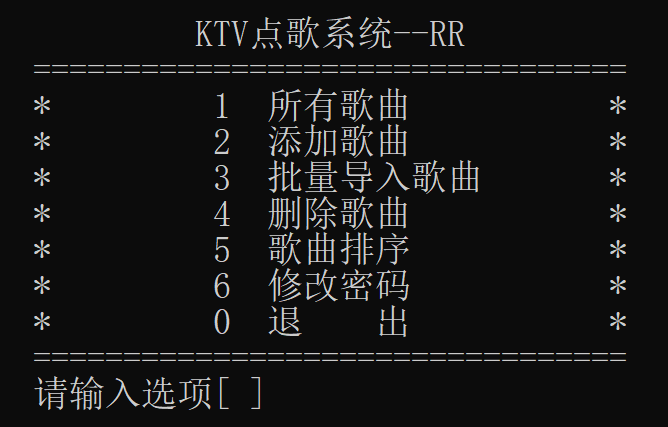 KTV点歌系统--RR
=================================
* 1 所有歌曲 *
* 2 添加歌曲 *
* 3 批量导入歌曲 *
* 4 删除歌曲 *
* 5 歌曲排序 *
* 6 修改密码 *
* 0 退 出 *
=================================
请输入选项[ ]